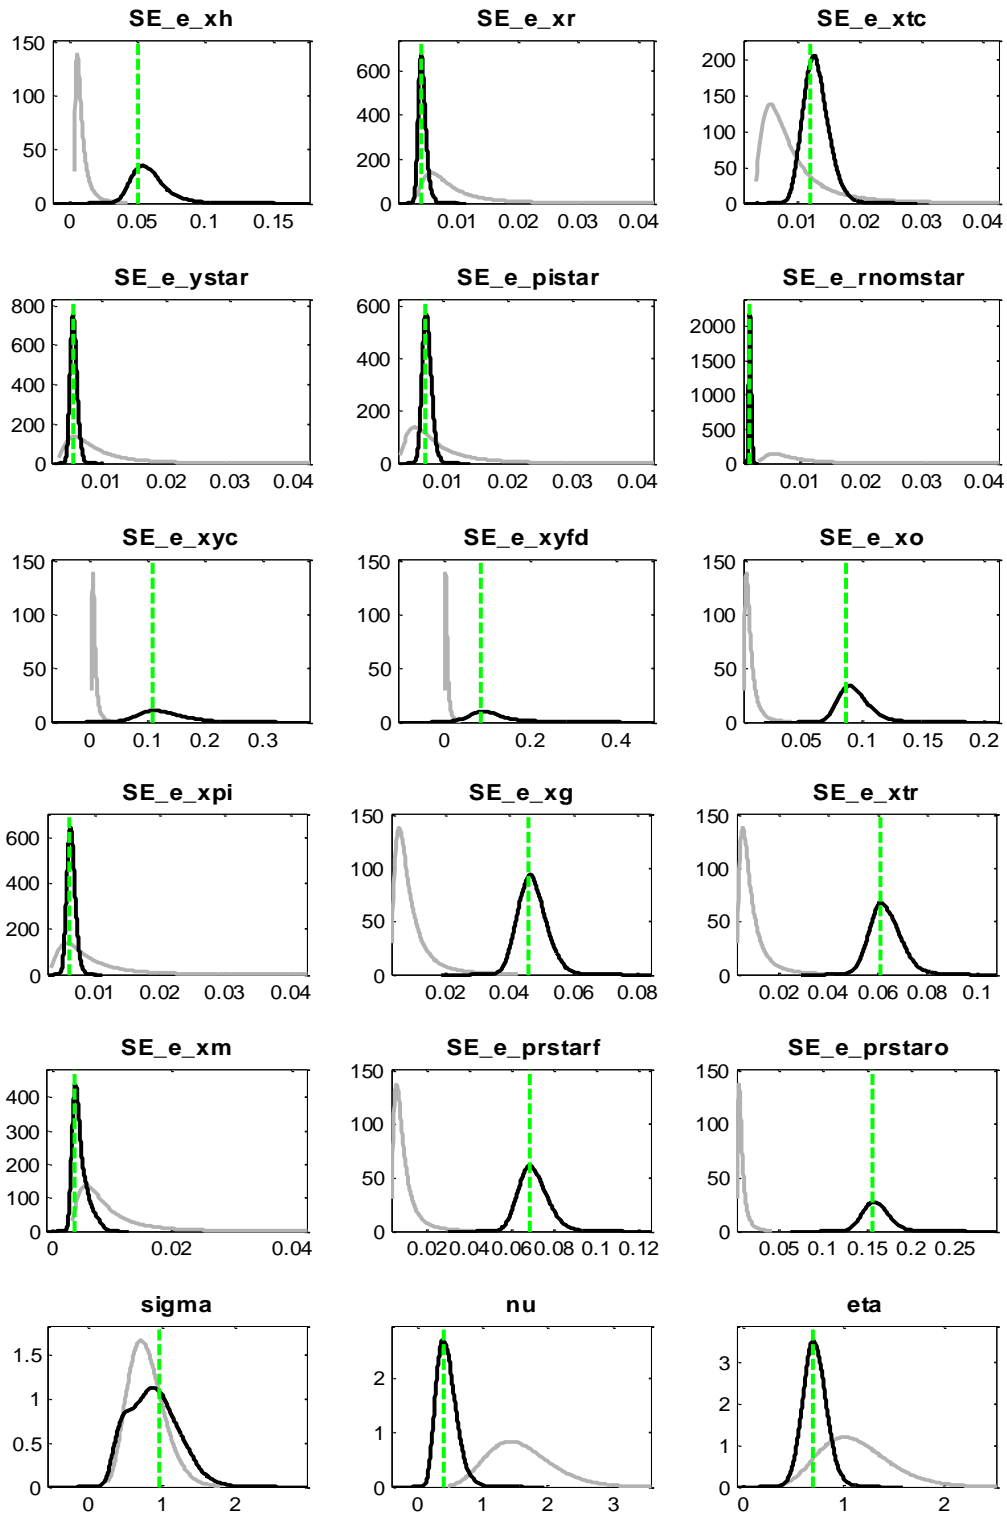 SE_e_xh SE_e_xr SE_e_xtc
150 100 50 0
0 0.05 0.1 0.15
600 400 200 0
0.01 0.02 0.03 0.04
200 150 100 50 0
0.01 0.02 0.03 0.04
SE_e_ystar SE_e_pistar SE_e_rnomstar
800 600 400 200 0
0.01 0.02 0.03 0.04
600 400 200 0
0.01 0.02 0.03 0.04
2000 1500 1000 500 0
0.01 0.02 0.03 0.04
SE_e_xyc SE_e_xyfd SE_e_xo
150 100 50 0
0 0.1 0.2 0.3
150 100 50 0
0 0.2 0.4
150 100 50 0
0.05 0.1 0.15 0.2
SE_e_xpi SE_e_xg SE_e_xtr
600 400 200 0
0.01 0.02 0.03 0.04
150 100 50 0
0.02 0.04 0.06 0.08
150 100 50 0
0.02 0.04 0.06 0.08 0.1
SE_e_xm SE_e_prstarf SE_e_prstaro
400 300 200 100 0
0 0.02 0.04
150 100 50 0
0.02 0.04 0.06 0.08 0.1 0.12
150 100 50 0
0.05 0.1 0.15 0.2 0.25
sigma nu eta
1.5 1 0.5 0
0 1 2
2 1 0
0 1 2 3
3 2 1 0
0 1 2